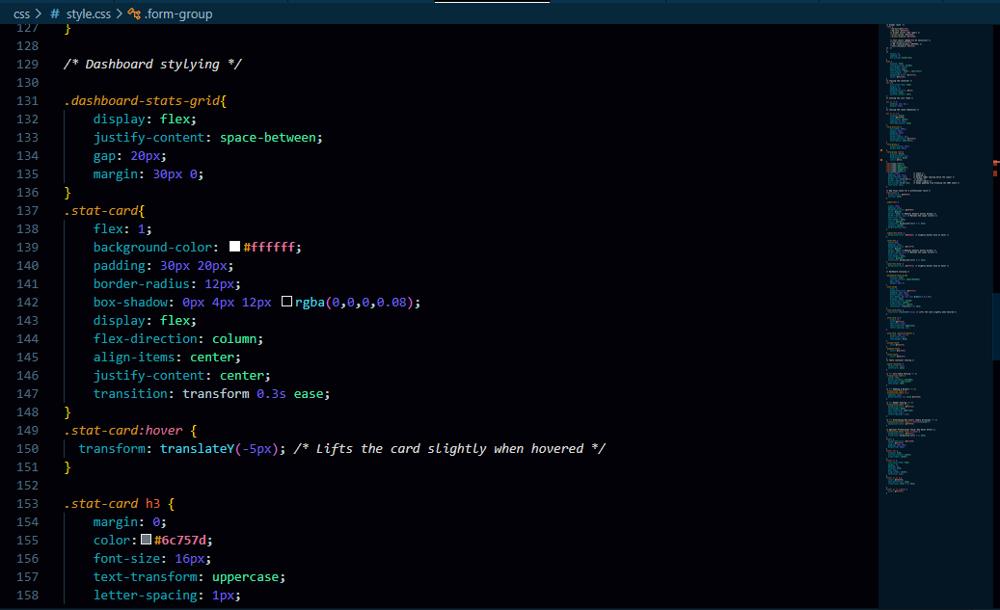 css > # style.css > .form-group
127 }
128
129 /* Dashboard stylying */
130
131 .dashboard-stats-grid{
132 display: flex;
133 justify-content: space-between;
134 gap: 20px;
135 margin: 30px 0;
136 }
137 .stat-card{
138 flex: 1;
139 background-color: #ffffff;
140 padding: 30px 20px;
141 border-radius: 12px;
142 box-shadow: 0px 4px 12px rgba(0,0,0,0.08);
143 display: flex;
144 flex-direction: column;
145 align-items: center;
146 justify-content: center;
147 transition: transform 0.3s ease;
148 }
149 .stat-card:hover {
150 transform: translateY(-5px); /* Lifts the card slightly when hovered */
151 }
152
153 .stat-card h3 {
154 margin: 0;
155 color: #6c757d;
156 font-size: 16px;
157 text-transform: uppercase;
158 letter-spacing: 1px;